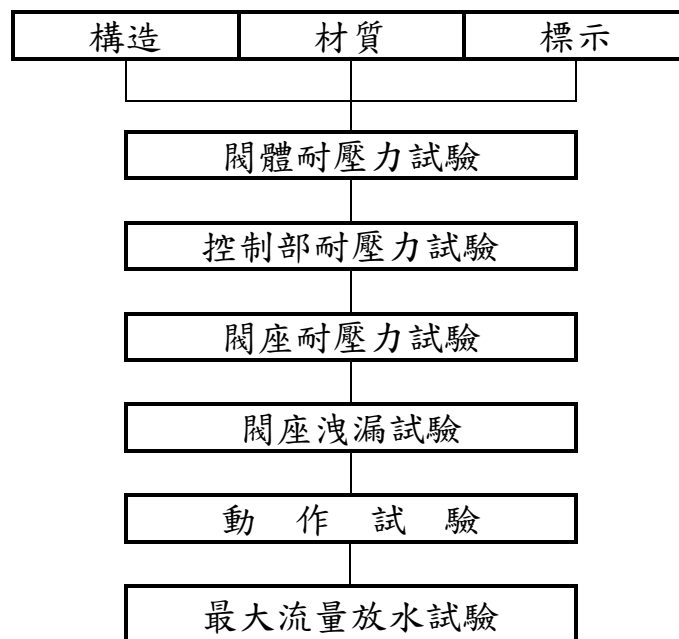 構造 材質 標示
閥體耐壓力試驗
控制部耐壓力試驗
閥座耐壓力試驗
閥座洩漏試驗
動 作 試 驗
最大流量放水試驗